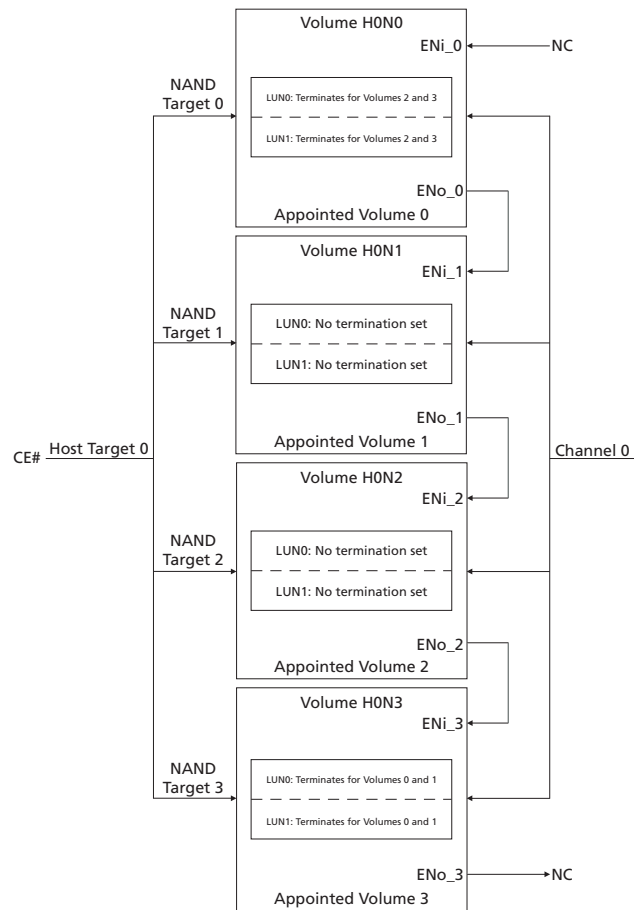 Volume H0N0
ENi_0
NC
NAND
Target 0
LUN0: Terminates for Volumes 2 and 3
LUN1: Terminates for Volumes 2 and 3
ENo_0
Appointed Volume 0
Volume H0N1
ENi_1
NAND
Target 1
LUN0: No termination set
LUN1: No termination set
ENo_1
Appointed Volume 1
CE#
Host Target 0
Channel 0
Volume H0N2
ENi_2
NAND
Target 2
LUN0: No termination set
LUN1: No termination set
ENo_2
Appointed Volume 2
Volume H0N3
ENi_3
NAND
Target 3
LUN0: Terminates for Volumes 0 and 1
LUN1: Terminates for Volumes 0 and 1
ENo_3
NC
Appointed Volume 3